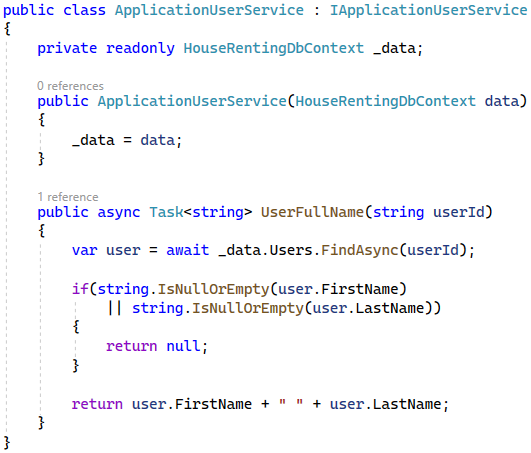 public class ApplicationUserService : IApplicationUserService
{
private readonly HouseRentingDbContext _data;
0 references
public ApplicationUserService(HouseRentingDbContext data)
{
_data = data;
}
1 reference
public async Task<string> UserFullName(string userId)
{
var user = await _data.Users.FindAsync(userId);
if(string.IsNullOrEmpty(user.FirstName)
|| string.IsNullOrEmpty(user.LastName))
{
return null;
}
return user.FirstName + " " + user.LastName;
}
}